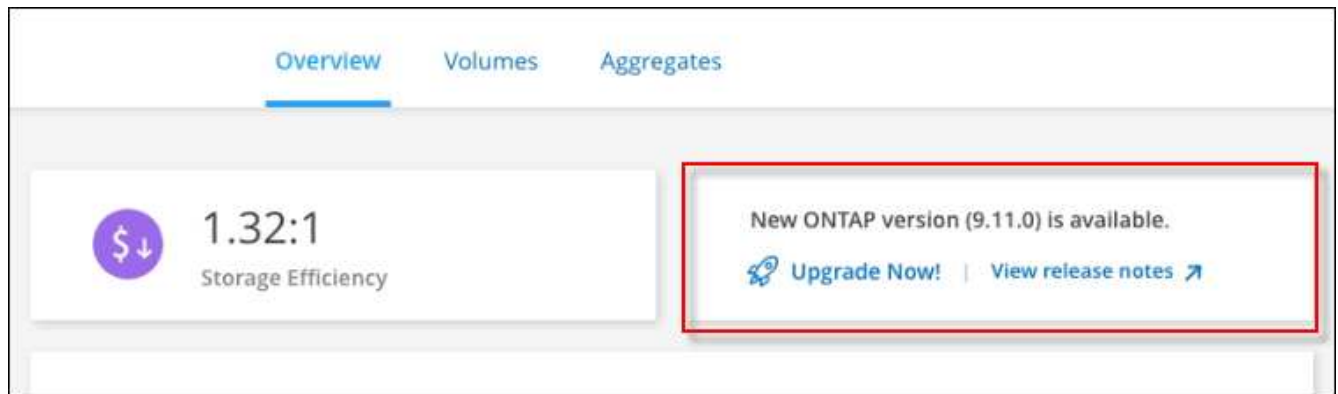 Overview Volumes Aggregates
1.32:1
Storage Efficiency
New ONTAP version (9.11.0) is available.
Upgrade Now! | View release notes